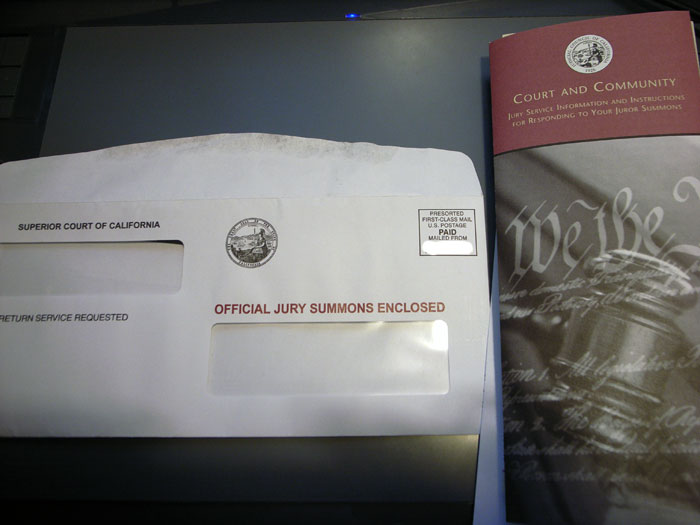 SUPERIOR COURT OF CALIFORNIA
PRESORTED
FIRST-CLASS MAIL
U.S. POSTAGE
PAID
MAILED FROM
RETURN SERVICE REQUESTED
OFFICIAL JURY SUMMONS ENCLOSED
COURT AND COMMUNITY
JURY SERVICE INFORMATION AND INSTRUCTIONS
FOR RESPONDING TO YOUR JUROR SUMMONS
We the